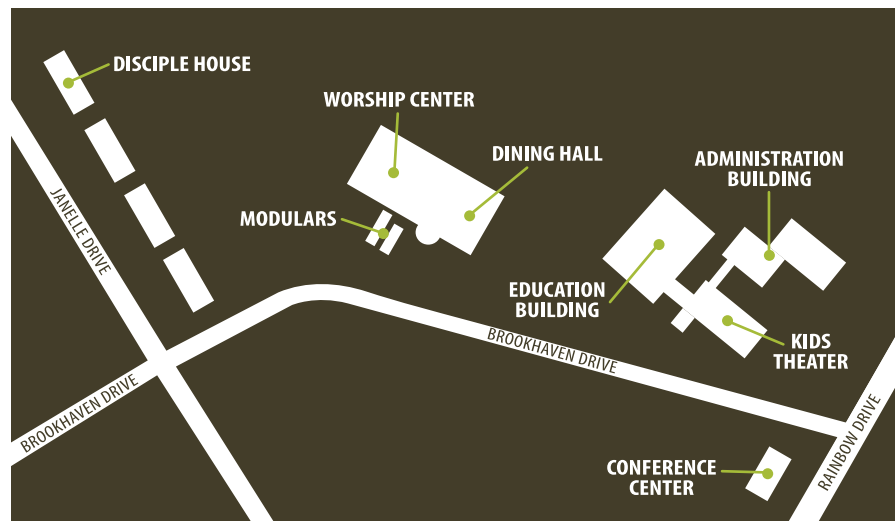 DISCIPLE HOUSE
WORSHIP CENTER
DINING HALL
ADMINISTRATION
BUILDING
MODULARS
JANELLE DRIVE
EDUCATION
BUILDING
KIDS
THEATER
BROOKHAVEN DRIVE
BROOKHAVEN DRIVE
RAINBOW DRIVE
CONFERENCE
CENTER